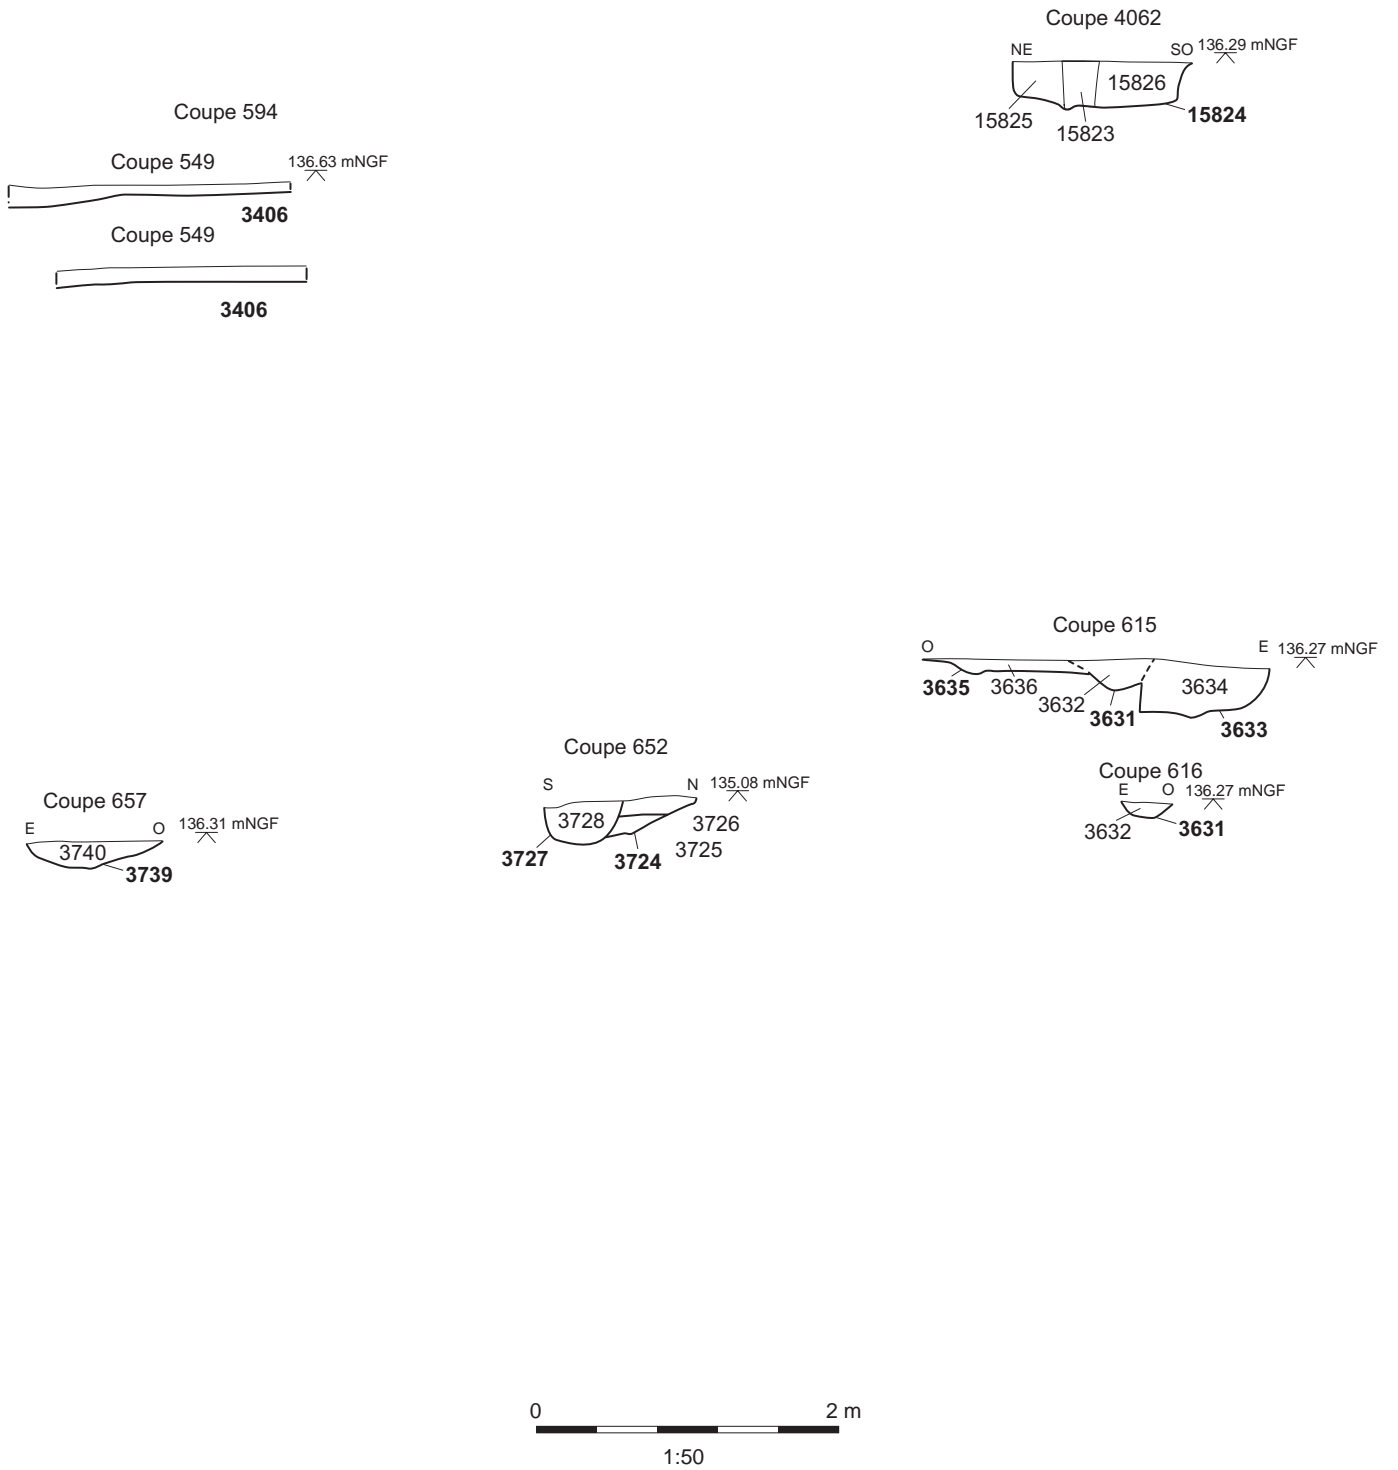 Coupe 4062
NE SO 136.29 mNGF
15826
15825 15823 15824
Coupe 594
Coupe 549 136.63 mNGF
3406
Coupe 549
3406
Coupe 615
O E 136.27 mNGF
3635 3636 3632 3631 3634 3633
Coupe 616
E O 136.27 mNGF
3632 3631
Coupe 652
S N 135.08 mNGF
3728 3726
3727 3724 3725
Coupe 657
E O 136.31 mNGF
3740
3739
0 2 m
1:50